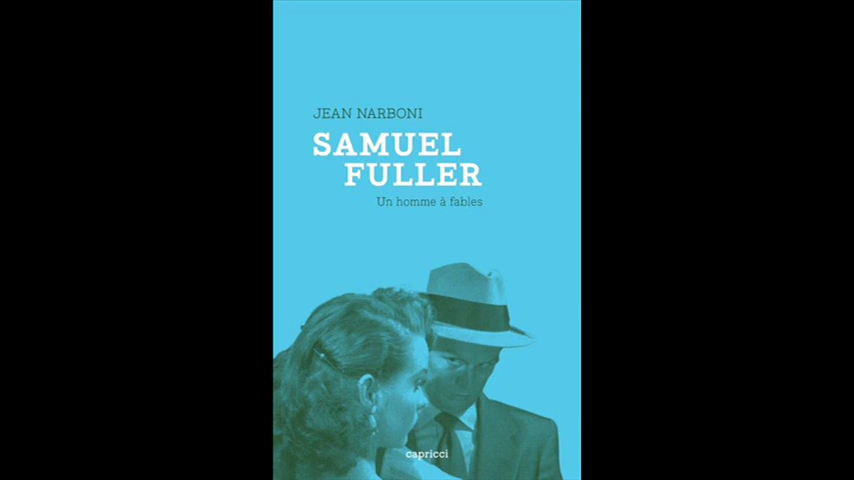 JEAN NARBONI
SAMUEL
FULLER
Un homme à fables
capricci